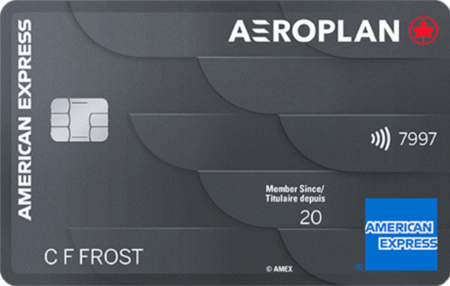 AMERICAN EXPRESS
AEROPLAN
7997
Member Since/
Titulaire depuis
20
C F FROST
© AMEX
AMERICAN
EXPRESS
®